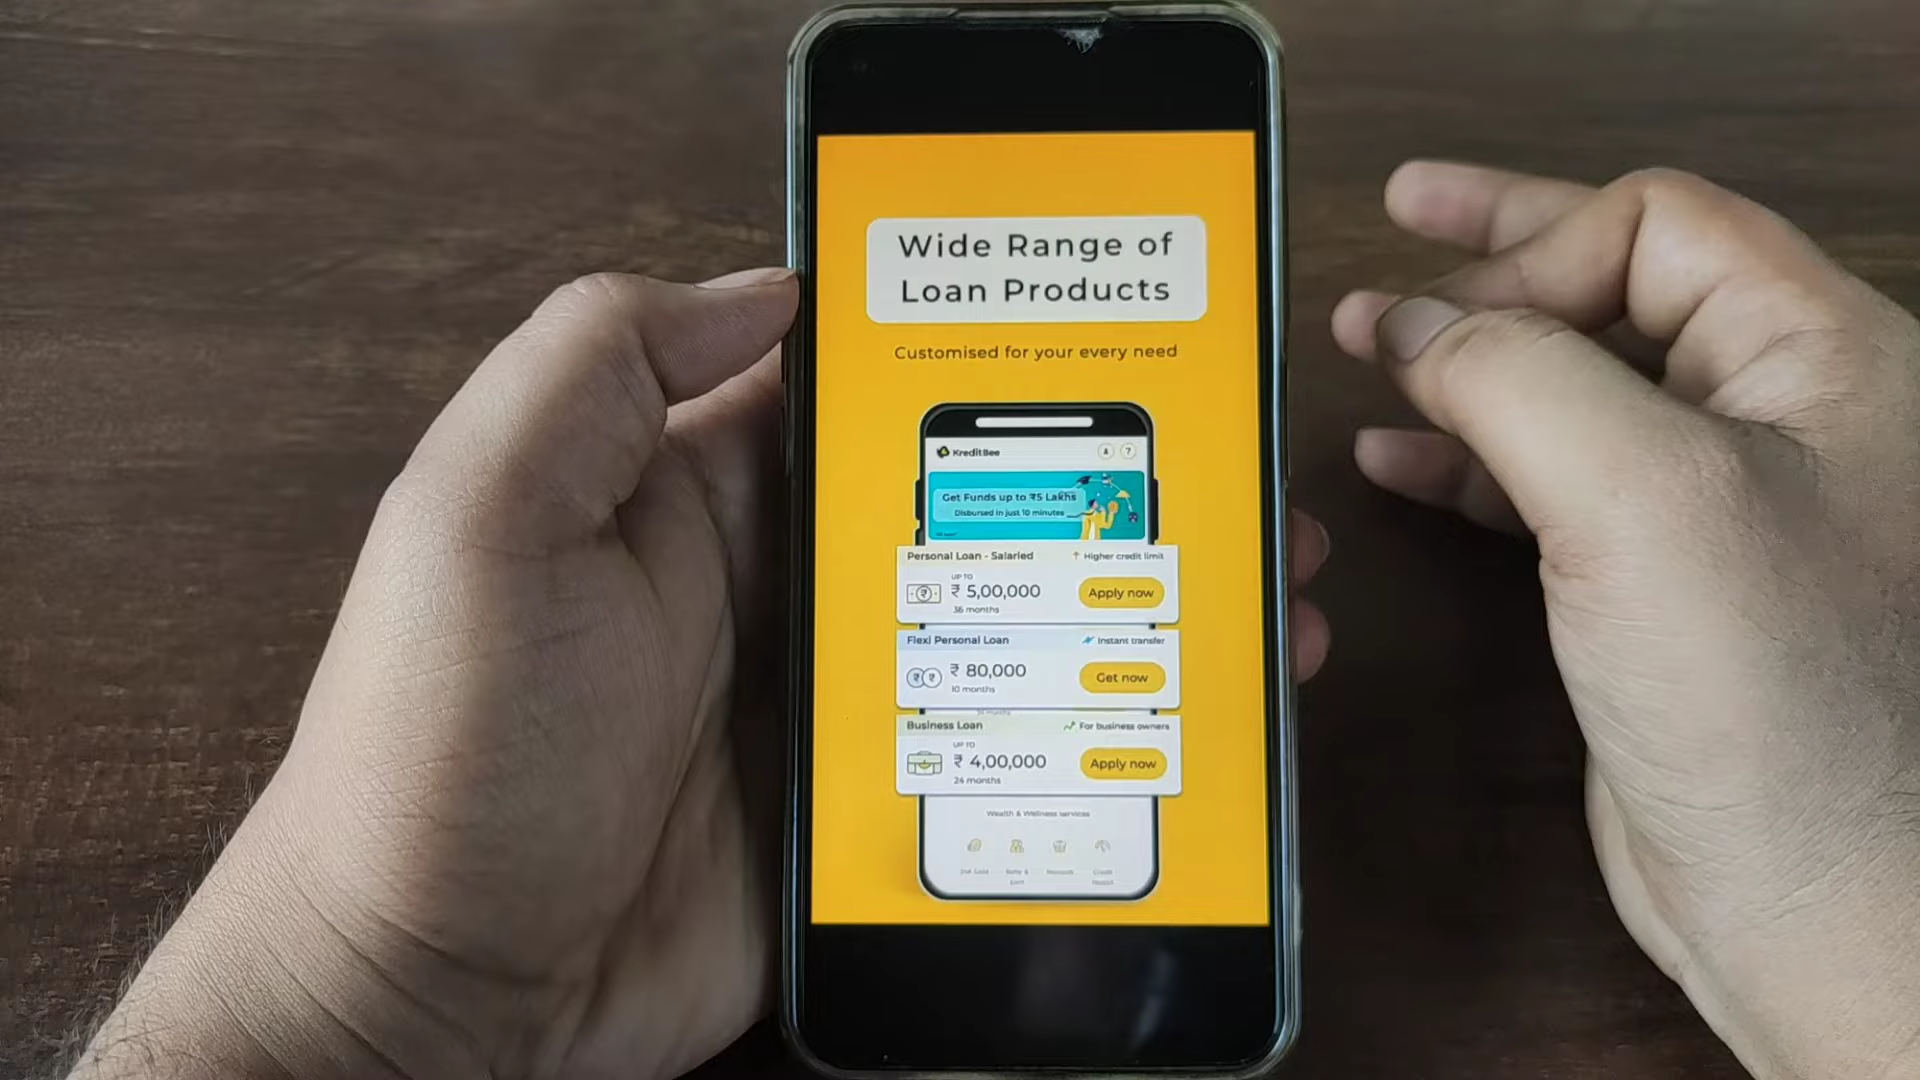 Wide Range of
Loan Products
Customised for your every need
KreditBee
?
Get Funds up to ₹5 Lakhs
Disbursed in just 10 minutes
Personal Loan - Salaried
Higher credit limit
UP TO
₹ 5,00,000
36 months
Apply now
Flexi Personal Loan
Instant transfer
₹ 80,000
10 months
Get now
Business Loan
For business owners
UP TO
₹ 4,00,000
24 months
Apply now
Wealth & Wellness services